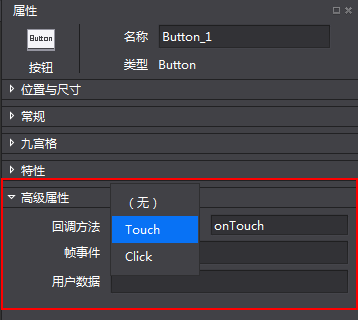 属性
Button
名称 Button_1
按钮 类型 Button
位置与尺寸
常规
九宫格
特性
高级属性
（无）
回调方法 Touch onTouch
帧事件 Click
用户数据